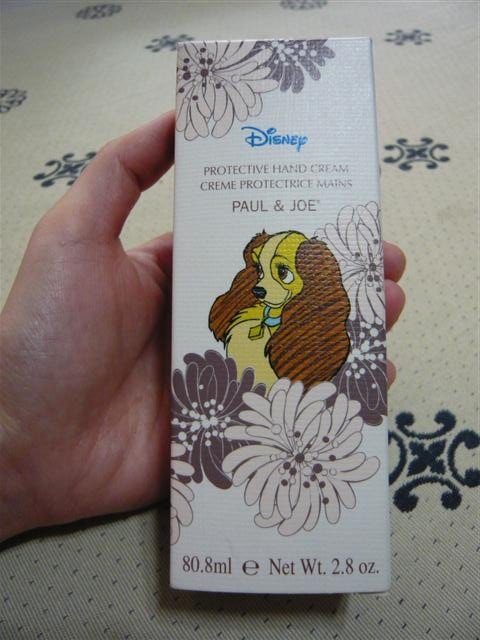 Disney
PROTECTIVE HAND CREAM
CREME PROTECTRICE MAINS
PAUL & JOE®
80.8ml e Net Wt. 2.8 oz.